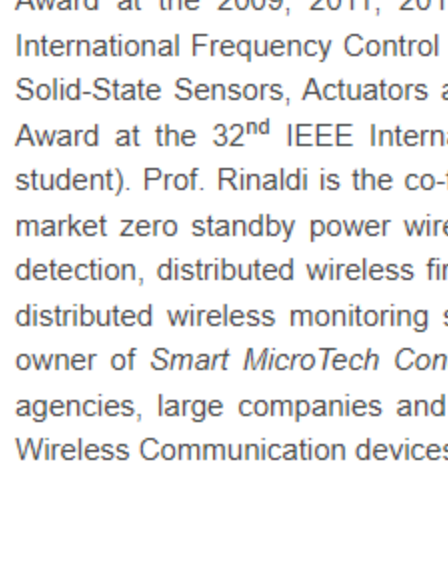 Award at the 2009, 2011, 201
International Frequency Control
Solid-State Sensors, Actuators a
Award at the 32nd IEEE Interna
student). Prof. Rinaldi is the co-
market zero standby power wire
detection, distributed wireless fir
distributed wireless monitoring s
owner of Smart MicroTech Con
agencies, large companies and
Wireless Communication devices